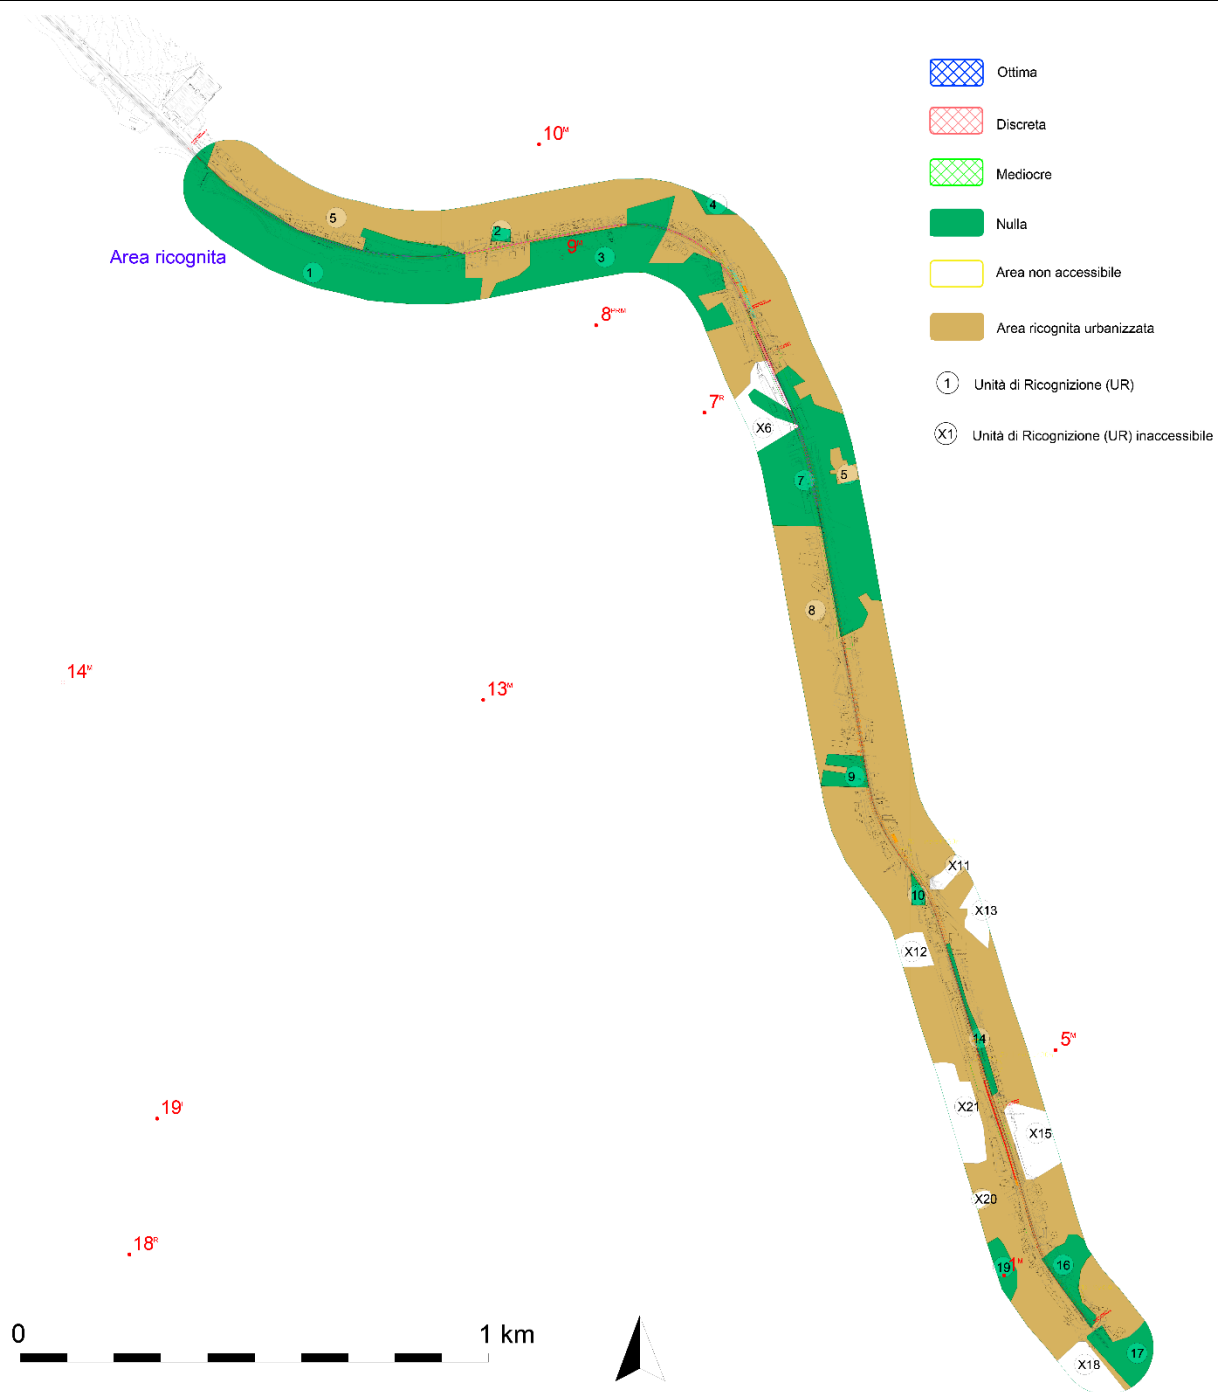 Ottima
Discreta
Mediocre
Nulla
Area non accessibile
Area ricognita urbanizzata
1 Unità di Ricognizione (UR)
X1 Unità di Ricognizione (UR) inaccessibile
Area ricognita
10M
5
2
4
9M
3
1
8PRM
7R
X6
7
5
8
14M
13M
9
X11
10
X13
X12
14
5M
X21
19I
X15
X20
18R
19
1M
16
17
X18
0
1 km